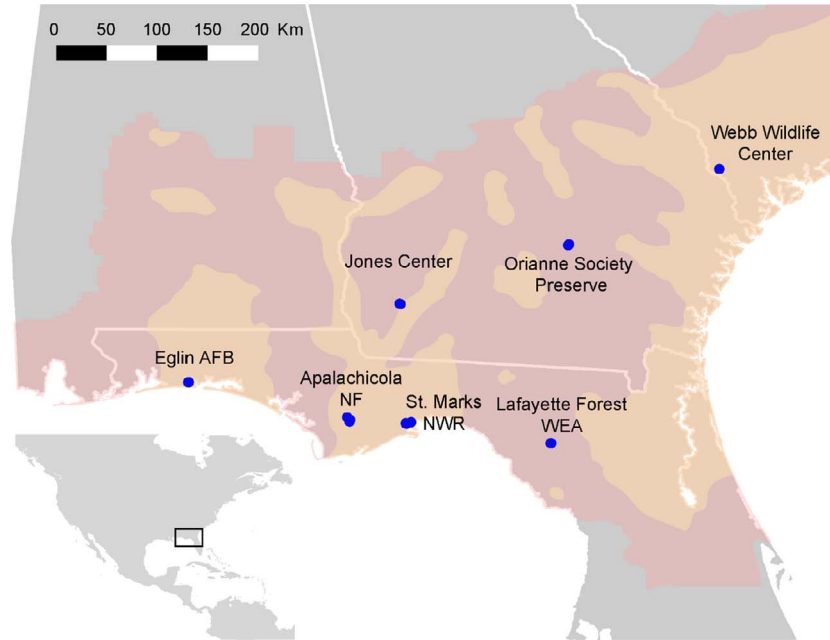 0 50 100 150 200 Km
Webb Wildlife
Center
Jones Center
Orianne Society
Preserve
Eglin AFB
Apalachicola
NF
St. Marks
NWR
Lafayette Forest
WEA